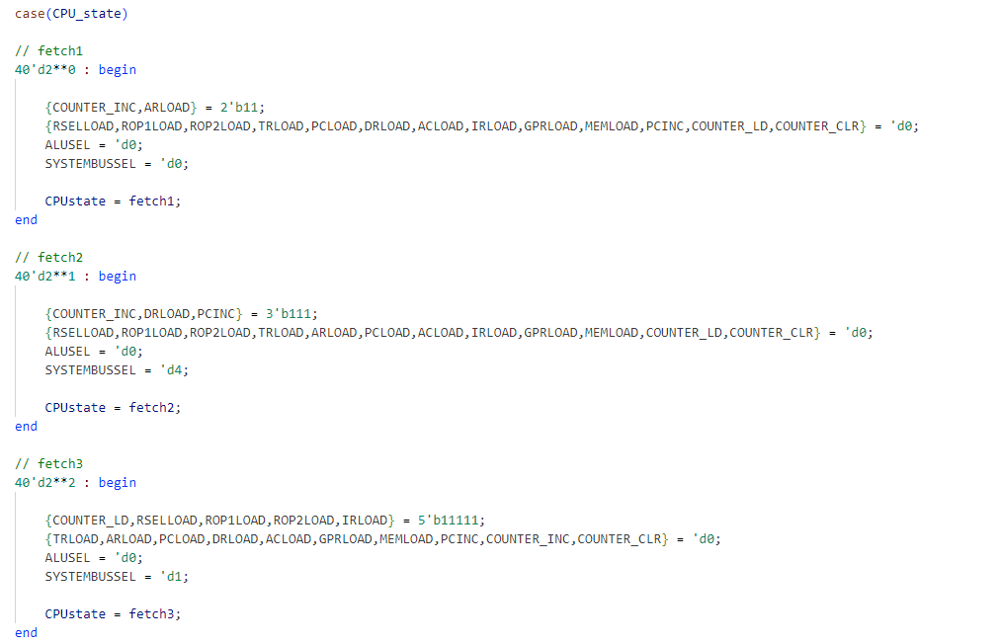 case(CPU_state)
// fetch1
40'd2**0 : begin
{COUNTER_INC,ARLOAD} = 2'b11;
{RSELLOAD,ROP1LOAD,ROP2LOAD,TRLOAD,PCLOAD,DRLOAD,ACLOAD,IRLOAD,GPRLOAD,MEMLOAD,PCINC,COUNTER_LD,COUNTER_CLR} = 'd0;
ALUSEL = 'd0;
SYSTEMBUSSEL = 'd0;
CPUstate = fetch1;
end
// fetch2
40'd2**1 : begin
{COUNTER_INC,DRLOAD,PCINC} = 3'b111;
{RSELLOAD,ROP1LOAD,ROP2LOAD,TRLOAD,ARLOAD,PCLOAD,ACLOAD,IRLOAD,GPRLOAD,MEMLOAD,COUNTER_LD,COUNTER_CLR} = 'd0;
ALUSEL = 'd0;
SYSTEMBUSSEL = 'd4;
CPUstate = fetch2;
end
// fetch3
40'd2**2 : begin
{COUNTER_LD,RSELLOAD,ROP1LOAD,ROP2LOAD,IRLOAD} = 5'b11111;
{TRLOAD,ARLOAD,PCLOAD,DRLOAD,ACLOAD,GPRLOAD,MEMLOAD,PCINC,COUNTER_INC,COUNTER_CLR} = 'd0;
ALUSEL = 'd0;
SYSTEMBUSSEL = 'd1;
CPUstate = fetch3;
end